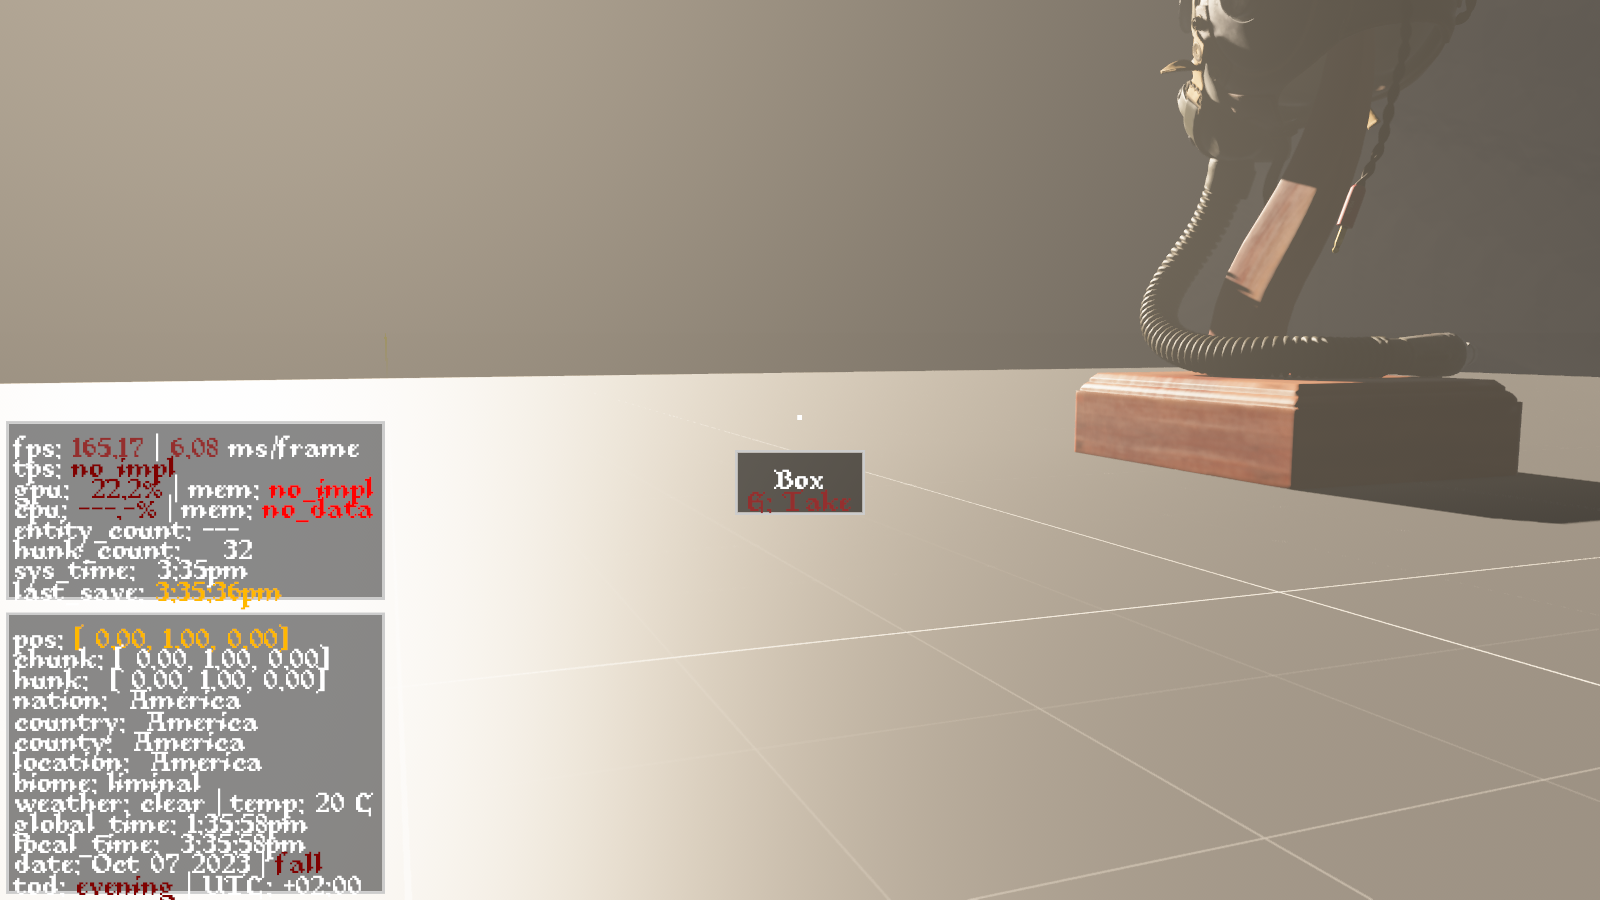 fps: 165.17 | 6.08 ms/frame
tps: no_impl
gpu: 22.2% | mem: no_impl
cpu: ---.-% | mem: no_data
entity_count: ---
hunk_count: 32
sys_time: 3:35pm
last_save: 3:35:36pm
pos: [ 0.00, 1.00, 0.00]
chunk: [ 0.00, 1.00, 0.00]
hunk: [ 0.00, 1.00, 0.00]
nation: America
country: America
county: America
location: America
biome: liminal
weather: clear | temp: 20 C
global_time: 1:35:58pm
local_time: 3:35:58pm
date: Oct 07 2023 | fall
tod: evening | UTC: +02:00
Box
E: Take